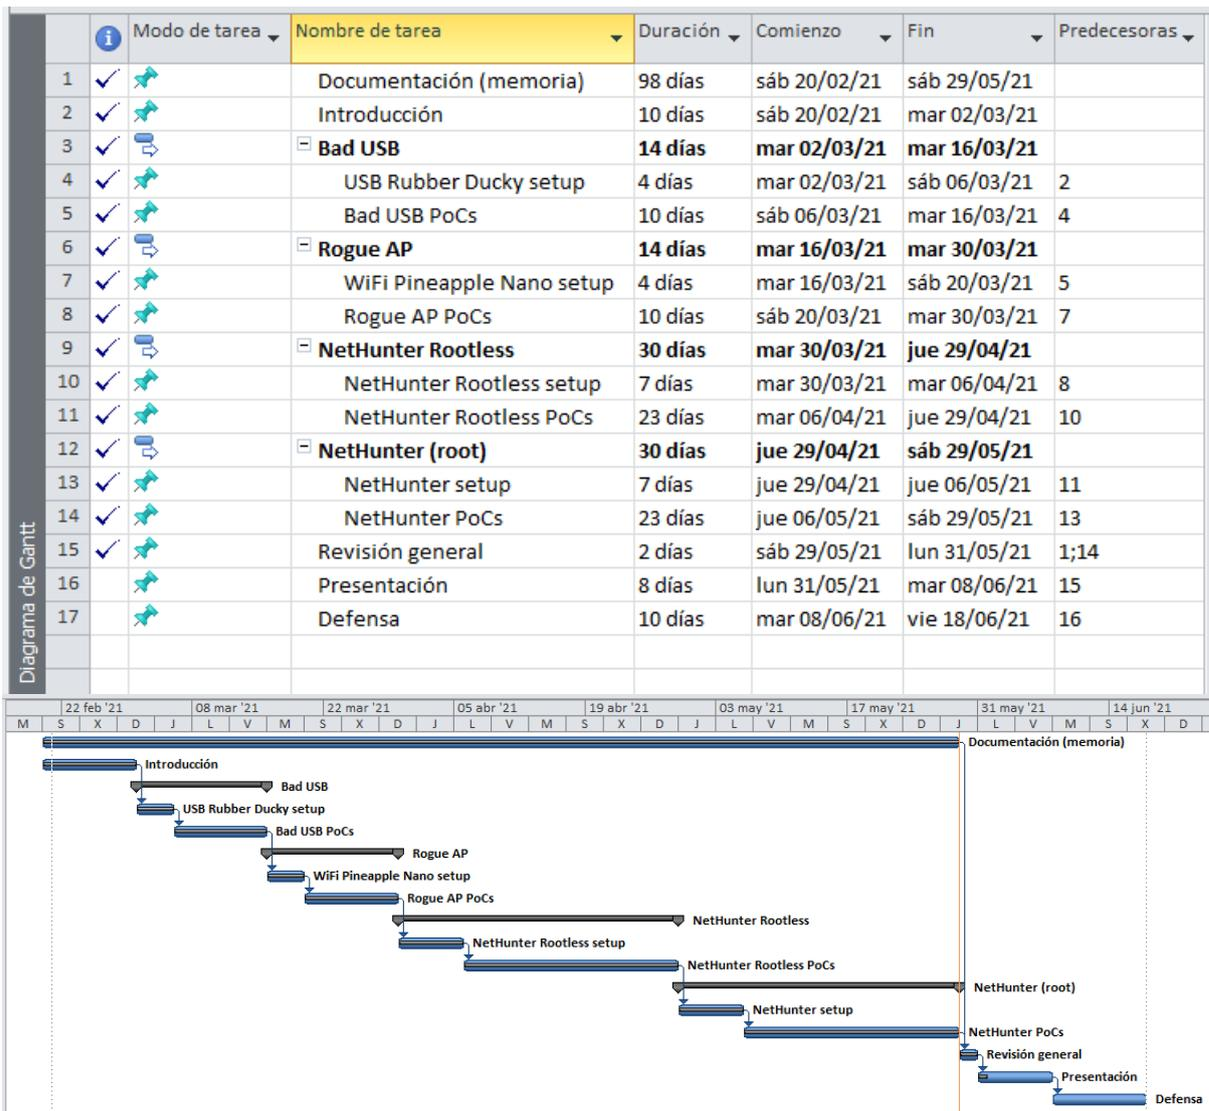 Modo de tarea Nombre de tarea Duración Comienzo Fin Predecesoras
1 Documentación (memoria) 98 días sáb 20/02/21 sáb 29/05/21
2 Introducción 10 días sáb 20/02/21 mar 02/03/21
3 Bad USB 14 días mar 02/03/21 mar 16/03/21
4 USB Rubber Ducky setup 4 días mar 02/03/21 sáb 06/03/21 2
5 Bad USB PoCs 10 días sáb 06/03/21 mar 16/03/21 4
6 Rogue AP 14 días mar 16/03/21 mar 30/03/21
7 WiFi Pineapple Nano setup 4 días mar 16/03/21 sáb 20/03/21 5
8 Rogue AP PoCs 10 días sáb 20/03/21 mar 30/03/21 7
9 NetHunter Rootless 30 días mar 30/03/21 jue 29/04/21
10 NetHunter Rootless setup 7 días mar 30/03/21 mar 06/04/21 8
11 NetHunter Rootless PoCs 23 días mar 06/04/21 jue 29/04/21 10
12 NetHunter (root) 30 días jue 29/04/21 sáb 29/05/21
13 NetHunter setup 7 días jue 29/04/21 jue 06/05/21 11
14 NetHunter PoCs 23 días jue 06/05/21 sáb 29/05/21 13
15 Revisión general 2 días sáb 29/05/21 lun 31/05/21 1;14
16 Presentación 8 días lun 31/05/21 mar 08/06/21 15
17 Defensa 10 días mar 08/06/21 vie 18/06/21 16
Diagrama de Gantt
22 feb '21 08 mar '21 22 mar '21 05 abr '21 19 abr '21 03 may '21 17 may '21 31 may '21 14 jun '21
M S X D J L V M S X D J L V M S X D J L V M S X D J L V M S X D
Documentación (memoria)
Introducción
Bad USB
USB Rubber Ducky setup
Bad USB PoCs
Rogue AP
WiFi Pineapple Nano setup
Rogue AP PoCs
NetHunter Rootless
NetHunter Rootless setup
NetHunter Rootless PoCs
NetHunter (root)
NetHunter setup
NetHunter PoCs
Revisión general
Presentación
Defensa